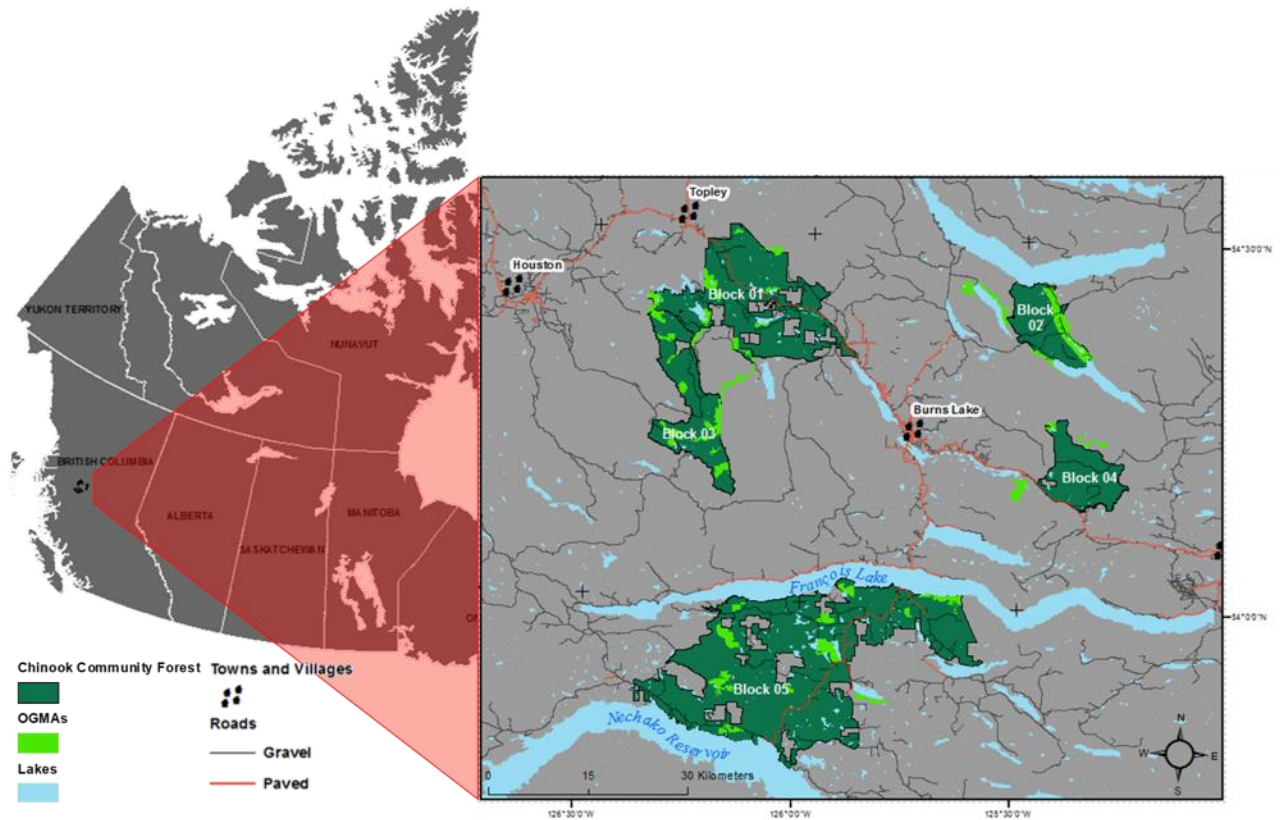 YUKON TERRITORY
NUNAVUT
BRITISH COLUMBIA
ALBERTA
SASKATCHEWAN
MANITOBA
Topley
Houston
Block 01
Block
02
Block 03
Burns Lake
Block 04
François Lake
Block 05
Nechako Reservoir
N
W
E
S
0 15 30 Kilometers
54°30'0"N
54°0'0"N
126°30'0"W
126°0'0"W
125°30'0"W
Chinook Community Forest
OGMAs
Lakes
Towns and Villages
Roads
Gravel
Paved